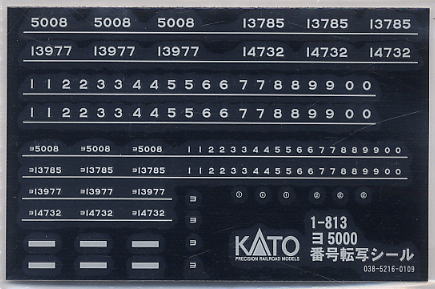 5008 5008 5008 13785 13785 13785
13977 13977 13977 14732 14732 14732
1 1 2 2 3 3 4 4 5 5 6 6 7 7 8 8 9 9 0 0
1 1 2 2 3 3 4 4 5 5 6 6 7 7 8 8 9 9 0 0
ヨ5008 ヨ5008 ヨ5008 1 1 2 2 3 3 4 4 5 5 6 6 7 7 8 8 9 9 0 0
ヨ13785 ヨ13785 ヨ13785 1 1 2 2 3 3 4 4 5 5 6 6 7 7 8 8 9 9 0 0
ヨ13977 ヨ13977 ヨ13977
ヨ14732 ヨ14732 ヨ14732
ヨ
ヨ
ヨ
ヨ
1-813
ヨ5000
番号転写シール
KATO
PRECISION RAILROAD MODELS
038-5216-0109